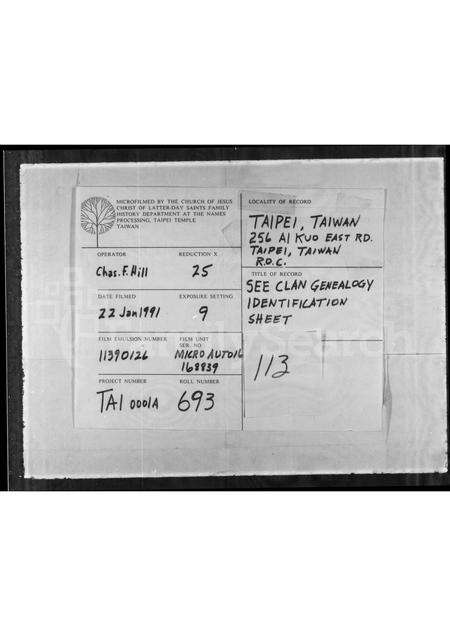 MICROFILMED BY THE CHURCH OF JESUS
CHRIST OF LATTER-DAY SAINTS FAMILY
HISTORY DEPARTMENT AT THE NAMES
PROCESSING, TAIPEI TEMPLE
TAIWAN
OPERATOR
REDUCTION X
Chas. F. Hill
25
DATE FILMED
EXPOSURE SETTING
22 Jan 1991
9
FILM EMULSION NUMBER
FILM UNIT
SER. NO.
11390126
MICRO AUTO16
168839
PROJECT NUMBER
ROLL NUMBER
TAI 0001A
693
LOCALITY OF RECORD
TAIPEI, TAIWAN
256 AI KUO EAST RD.
TAIPEI, TAIWAN
R.O.C.
TITLE OF RECORD
SEE CLAN GENEALOGY
IDENTIFICATION
SHEET
113
FamilySearch